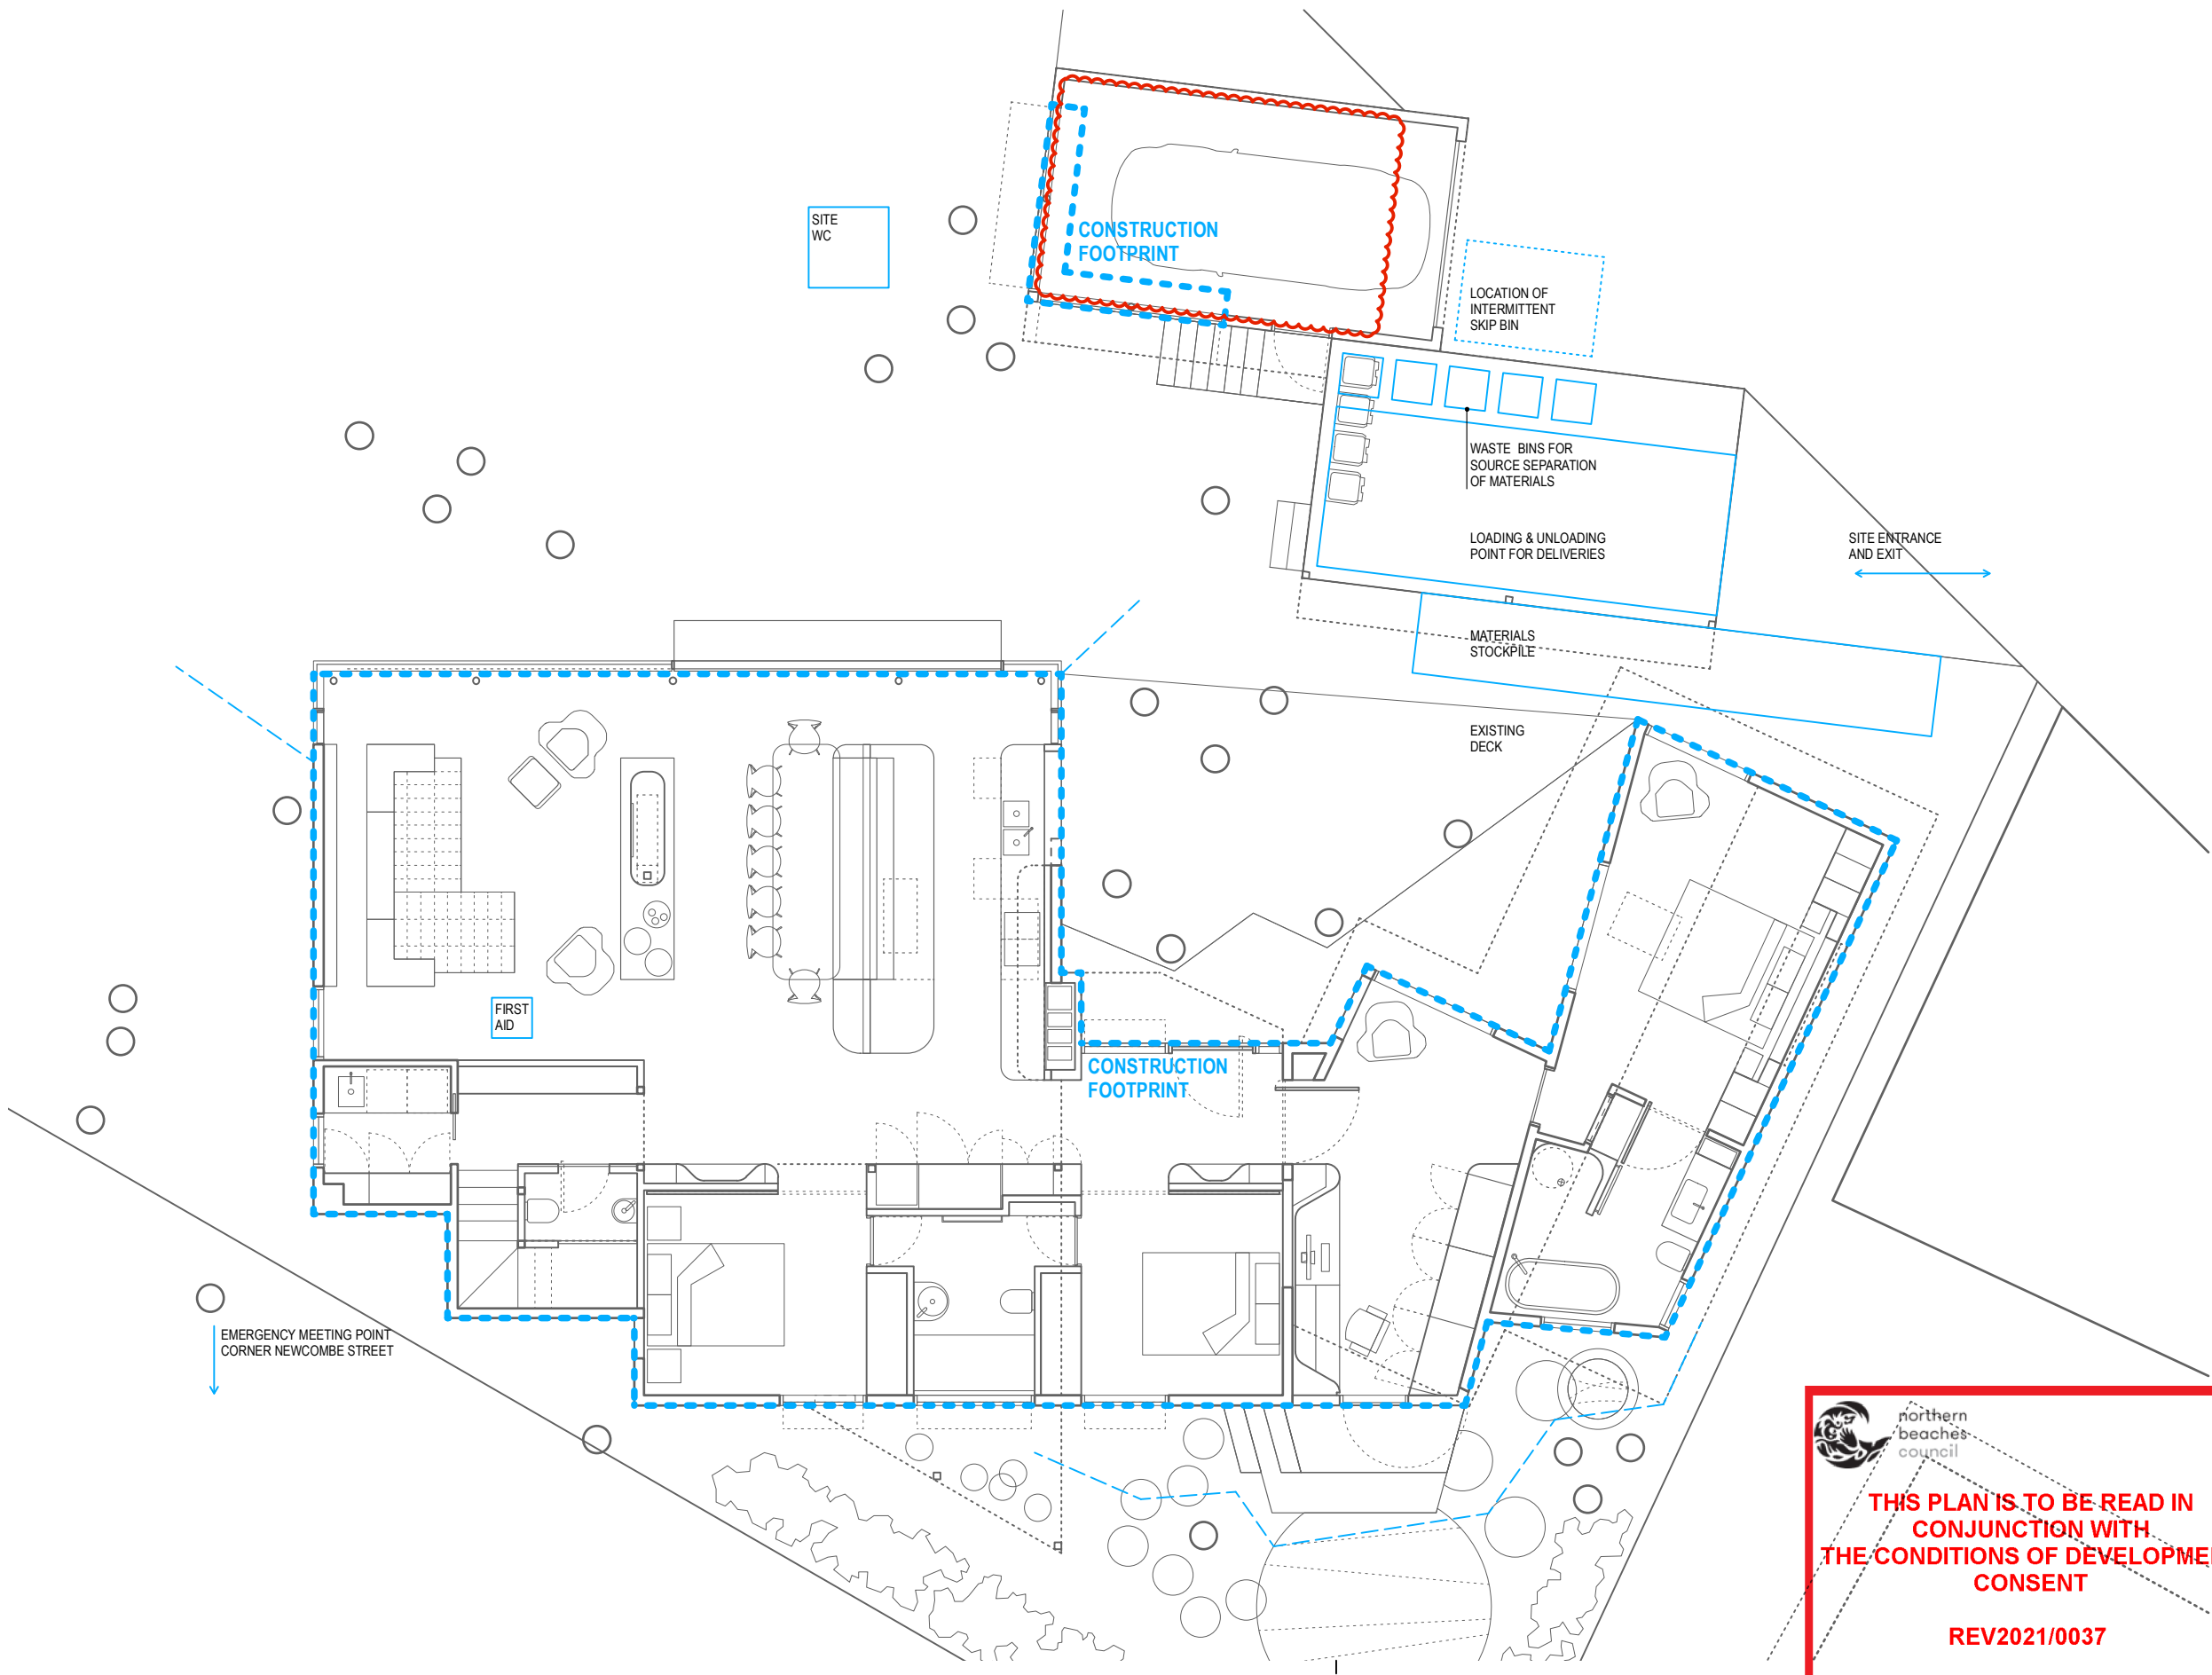 SITE
WC
CONSTRUCTION
FOOTPRINT
LOCATION OF
INTERMITTENT
SKIP BIN
WASTE BINS FOR
SOURCE SEPARATION
OF MATERIALS
LOADING & UNLOADING
POINT FOR DELIVERIES
SITE ENTRANCE
AND EXIT
MATERIALS
STOCKPILE
EXISTING
DECK
FIRST
AID
CONSTRUCTION
FOOTPRINT
EMERGENCY MEETING POINT
CORNER NEWCOMBE STREET
northern
beaches
council
THIS PLAN IS TO BE READ IN
CONJUNCTION WITH
THE CONDITIONS OF DEVELOPME
CONSENT
REV2021/0037